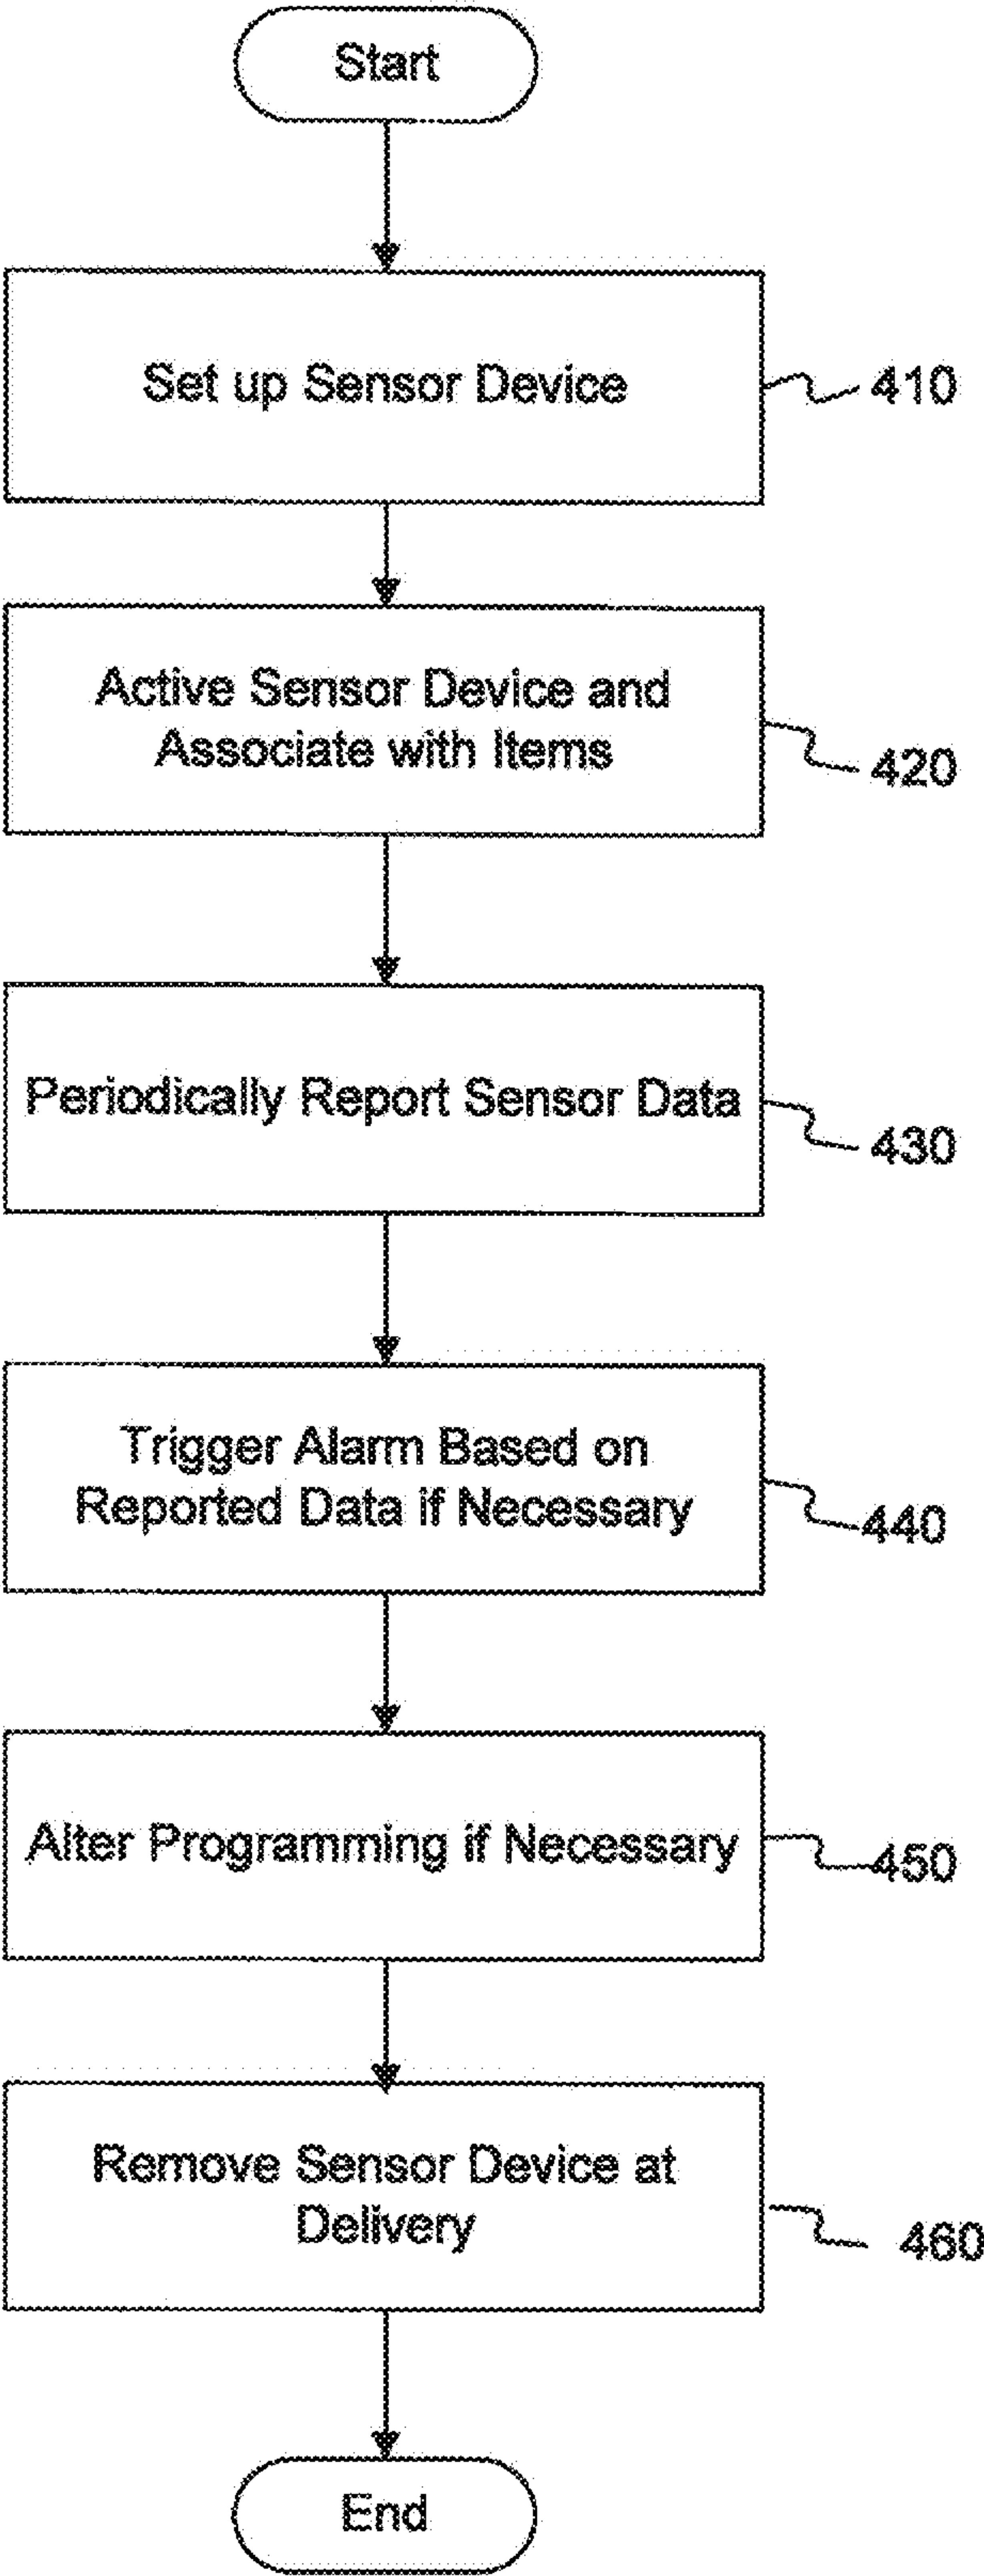 Start
Set up Sensor Device
410
Active Sensor Device and
Associate with Items
420
Periodically Report Sensor Data
430
Trigger Alarm Based on
Reported Data if Necessary
440
Alter Programming if Necessary
450
Remove Sensor Device at
Delivery
460
End